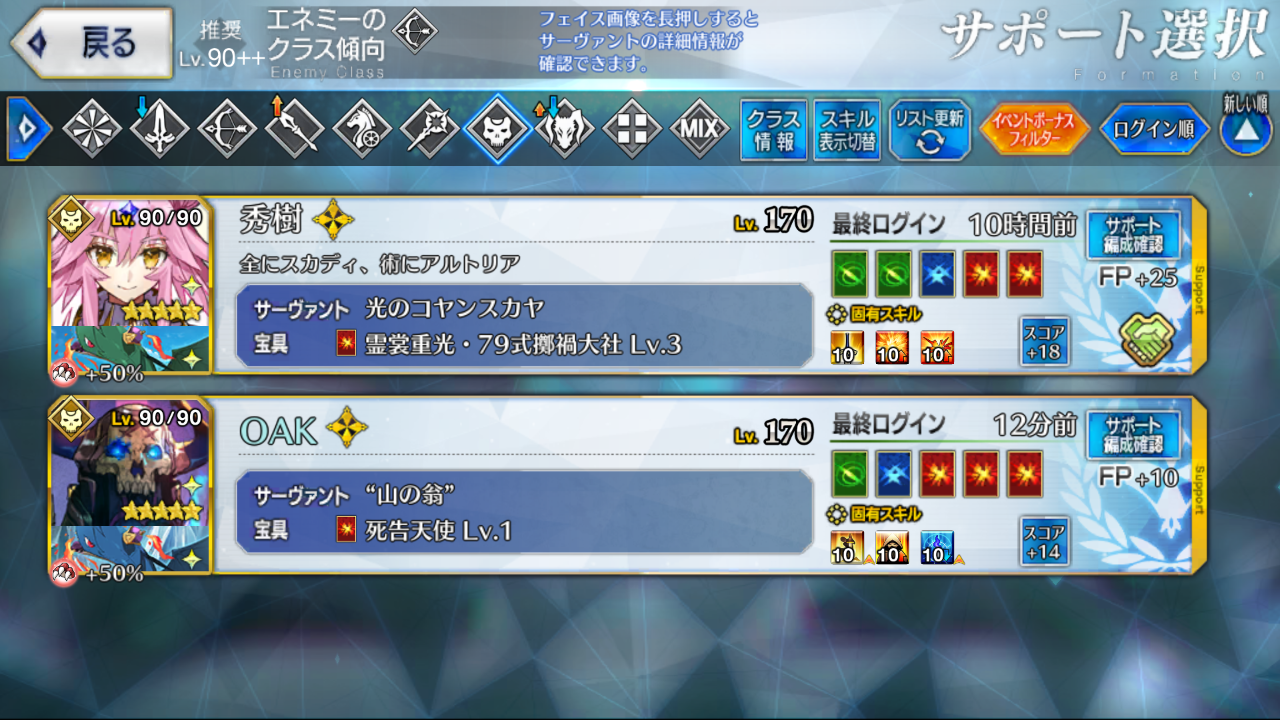 戻る
推奨
Lv.90++
エネミーの
クラス傾向
Enemy Class
フェイス画像を長押しすると
サーヴァントの詳細情報が
確認できます。
サポート選択
Formation
MIX
クラス
情報
スキル
表示切替
リスト更新
イベントボーナス
フィルター
ログイン順
新しい順
Lv.90/90
+50%
秀樹
Lv.170
全にスカディ、術にアルトリア
サーヴァント 光のコヤンスカヤ
宝具 霊裳重光・79式擲禍大社 Lv.3
最終ログイン 10時間前
固有スキル
10 10 10
スコア
+18
サポート
編成確認
FP+25
Support
Lv.90/90
+50%
OAK
Lv.170
サーヴァント “山の翁”
宝具 死告天使 Lv.1
最終ログイン 12分前
固有スキル
10 10 10
スコア
+14
サポート
編成確認
FP+10
Support